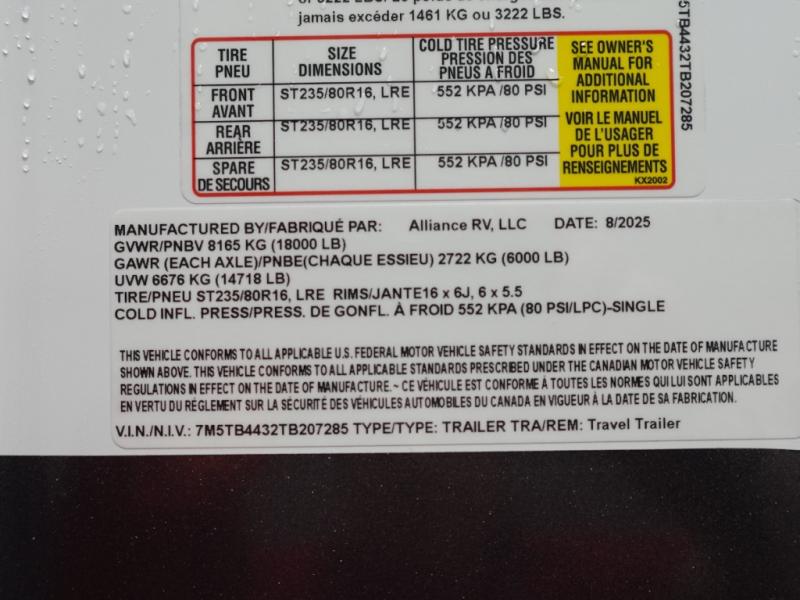 jamais excéder 1461 KG ou 3222 LBS.
TIRE PNEU
SIZE DIMENSIONS
COLD TIRE PRESSURE PRESSION DES PNEUS A FROID
SEE OWNER'S MANUAL FOR ADDITIONAL INFORMATION
VOIR LE MANUEL DE L'USAGER POUR PLUS DE RENSEIGNEMENTS
KX2002
FRONT AVANT ST235/80R16, LRE 552 KPA /80 PSI
REAR ARRIÈRE ST235/80R16, LRE 552 KPA /80 PSI
SPARE DE SECOURS ST235/80R16, LRE 552 KPA /80 PSI
5TB4432TB207285
MANUFACTURED BY/FABRIQUÉ PAR: Alliance RV, LLC DATE: 8/2025
GVWR/PNBV 8165 KG (18000 LB)
GAWR (EACH AXLE)/PNBE(CHAQUE ESSIEU) 2722 KG (6000 LB)
UVW 6676 KG (14718 LB)
TIRE/PNEU ST235/80R16, LRE RIMS/JANTE16 x 6J, 6 x 5.5
COLD INFL. PRESS/PRESS. DE GONFL. À FROID 552 KPA (80 PSI/LPC)-SINGLE
THIS VEHICLE CONFORMS TO ALL APPLICABLE U.S. FEDERAL MOTOR VEHICLE SAFETY STANDARDS IN EFFECT ON THE DATE OF MANUFACTURE
SHOWN ABOVE. THIS VEHICLE CONFORMS TO ALL APPLICABLE STANDARDS PRESCRIBED UNDER THE CANADIAN MOTOR VEHICLE SAFETY
REGULATIONS IN EFFECT ON THE DATE OF MANUFACTURE. ~ CE VÉHICULE EST CONFORME À TOUTES LES NORMES QUI LUI SONT APPLICABLES
EN VERTU DU RÈGLEMENT SUR LA SÉCURITÉ DES VÉHICULES AUTOMOBILES DU CANADA EN VIGUEUR À LA DATE DE SA FABRICATION.
V.I.N./N.I.V.: 7M5TB4432TB207285 TYPE/TYPE: TRAILER TRA/REM: Travel Trailer